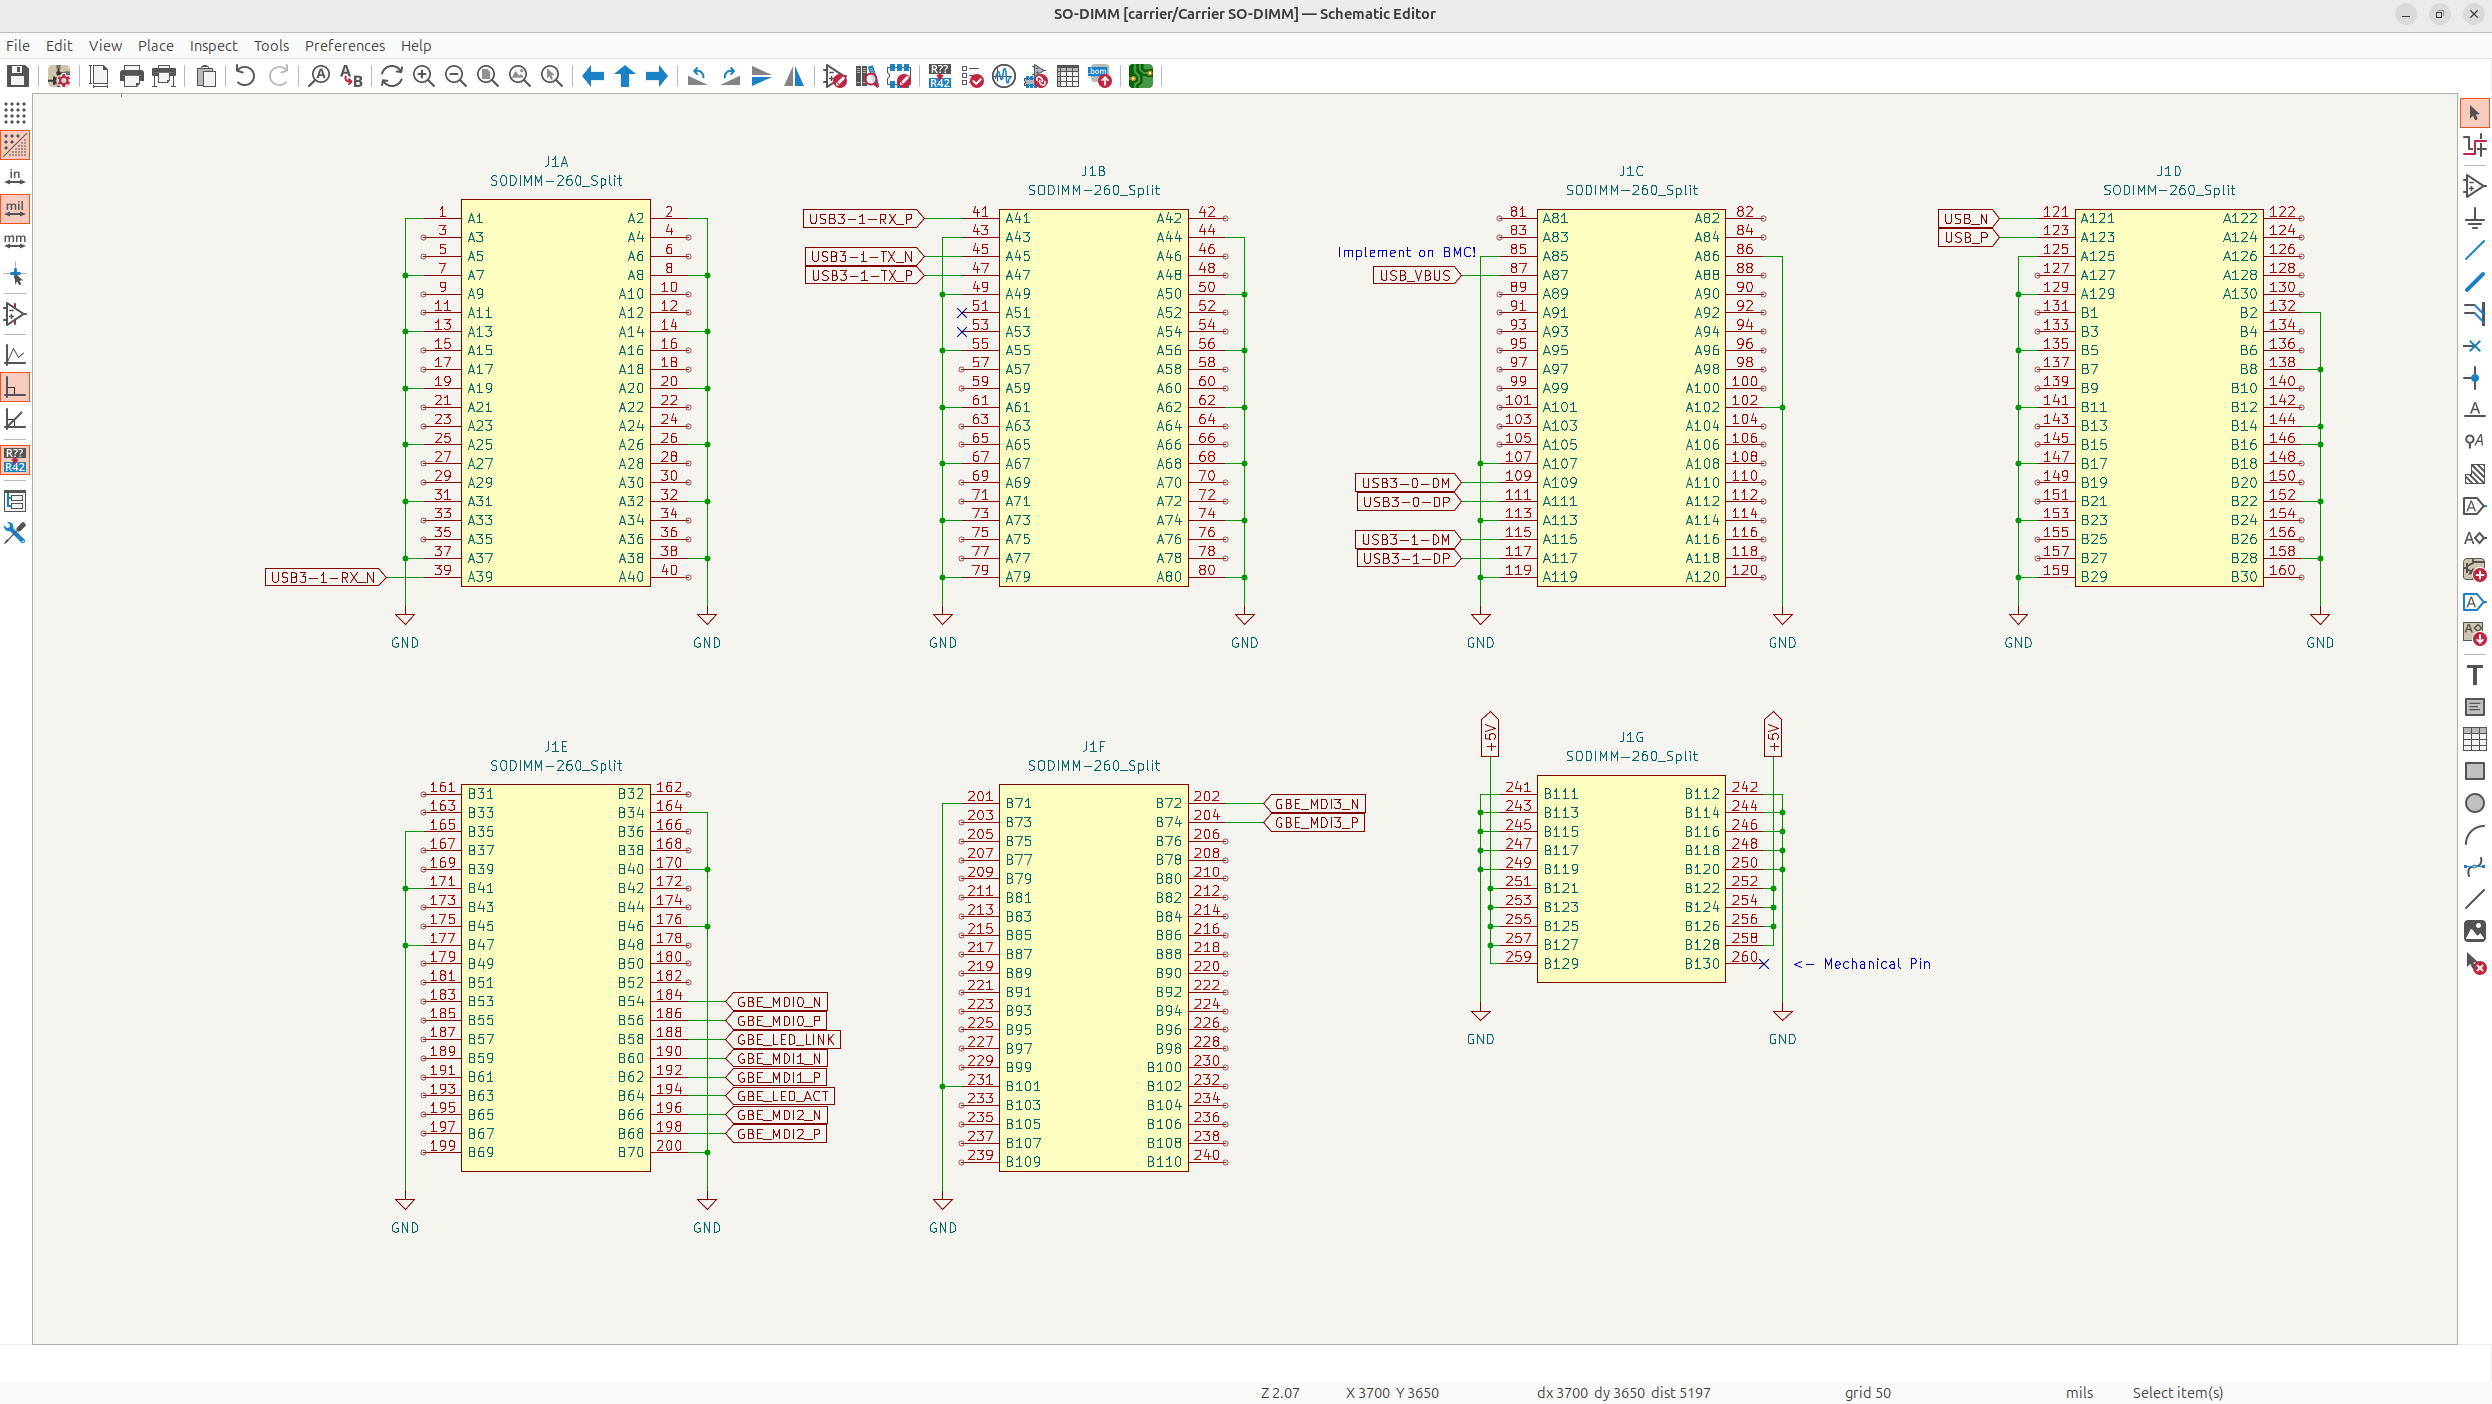 SO-DIMM [carrier/Carrier SO-DIMM] — Schematic Editor
File Edit View Place Inspect Tools Preferences Help
in
mil
mm
R??
R42
J1A
SODIMM-260_Split
1 A1 A2 2
3 A3 A4 4
5 A5 A6 6
7 A7 A8 8
9 A9 A10 10
11 A11 A12 12
13 A13 A14 14
15 A15 A16 16
17 A17 A18 18
19 A19 A20 20
21 A21 A22 22
23 A23 A24 24
25 A25 A26 26
27 A27 A28 28
29 A29 A30 30
31 A31 A32 32
33 A33 A34 34
35 A35 A36 36
37 A37 A38 38
USB3-1-RX_N 39 A39 A40 40
GND GND
J1B
SODIMM-260_Split
USB3-1-RX_P 41 A41 A42 42
43 A43 A44 44
USB3-1-TX_N 45 A45 A46 46
USB3-1-TX_P 47 A47 A48 48
49 A49 A50 50
51 A51 A52 52
53 A53 A54 54
55 A55 A56 56
57 A57 A58 58
59 A59 A60 60
61 A61 A62 62
63 A63 A64 64
65 A65 A66 66
67 A67 A68 68
69 A69 A70 70
71 A71 A72 72
73 A73 A74 74
75 A75 A76 76
77 A77 A78 78
79 A79 A80 80
GND GND
J1C
SODIMM-260_Split
81 A81 A82 82
83 A83 A84 84
Implement on BMC! 85 A85 A86 86
USB_VBUS 87 A87 A88 88
89 A89 A90 90
91 A91 A92 92
93 A93 A94 94
95 A95 A96 96
97 A97 A98 98
99 A99 A100 100
101 A101 A102 102
103 A103 A104 104
105 A105 A106 106
107 A107 A108 108
USB3-0-DM 109 A109 A110 110
USB3-0-DP 111 A111 A112 112
113 A113 A114 114
USB3-1-DM 115 A115 A116 116
USB3-1-DP 117 A117 A118 118
119 A119 A120 120
GND GND
J1D
SODIMM-260_Split
USB_N 121 A121 A122 122
USB_P 123 A123 A124 124
125 A125 A126 126
127 A127 A128 128
129 A129 A130 130
131 B1 B2 132
133 B3 B4 134
135 B5 B6 136
137 B7 B8 138
139 B9 B10 140
141 B11 B12 142
143 B13 B14 144
145 B15 B16 146
147 B17 B18 148
149 B19 B20 150
151 B21 B22 152
153 B23 B24 154
155 B25 B26 156
157 B27 B28 158
159 B29 B30 160
GND GND
J1E
SODIMM-260_Split
161 B31 B32 162
163 B33 B34 164
165 B35 B36 166
167 B37 B38 168
169 B39 B40 170
171 B41 B42 172
173 B43 B44 174
175 B45 B46 176
177 B47 B48 178
179 B49 B50 180
181 B51 B52 182
183 B53 B54 184 GBE_MDI0_N
185 B55 B56 186 GBE_MDI0_P
187 B57 B58 188 GBE_LED_LINK
189 B59 B60 190 GBE_MDI1_N
191 B61 B62 192 GBE_MDI1_P
193 B63 B64 194 GBE_LED_ACT
195 B65 B66 196 GBE_MDI2_N
197 B67 B68 198 GBE_MDI2_P
199 B69 B70 200
GND GND
J1F
SODIMM-260_Split
201 B71 B72 202 GBE_MDI3_N
203 B73 B74 204 GBE_MDI3_P
205 B75 B76 206
207 B77 B78 208
209 B79 B80 210
211 B81 B82 212
213 B83 B84 214
215 B85 B86 216
217 B87 B88 218
219 B89 B90 220
221 B91 B92 222
223 B93 B94 224
225 B95 B96 226
227 B97 B98 228
229 B99 B100 230
231 B101 B102 232
233 B103 B104 234
235 B105 B106 236
237 B107 B108 238
239 B109 B110 240
GND
+5V +5V
J1G
SODIMM-260_Split
241 B111 B112 242
243 B113 B114 244
245 B115 B116 246
247 B117 B118 248
249 B119 B120 250
251 B121 B122 252
253 B123 B124 254
255 B125 B126 256
257 B127 B128 258
259 B129 B130 260 <- Mechanical Pin
GND GND
Z 2.07 X 3700 Y 3650 dx 3700 dy 3650 dist 5197 grid 50 mils Select item(s)